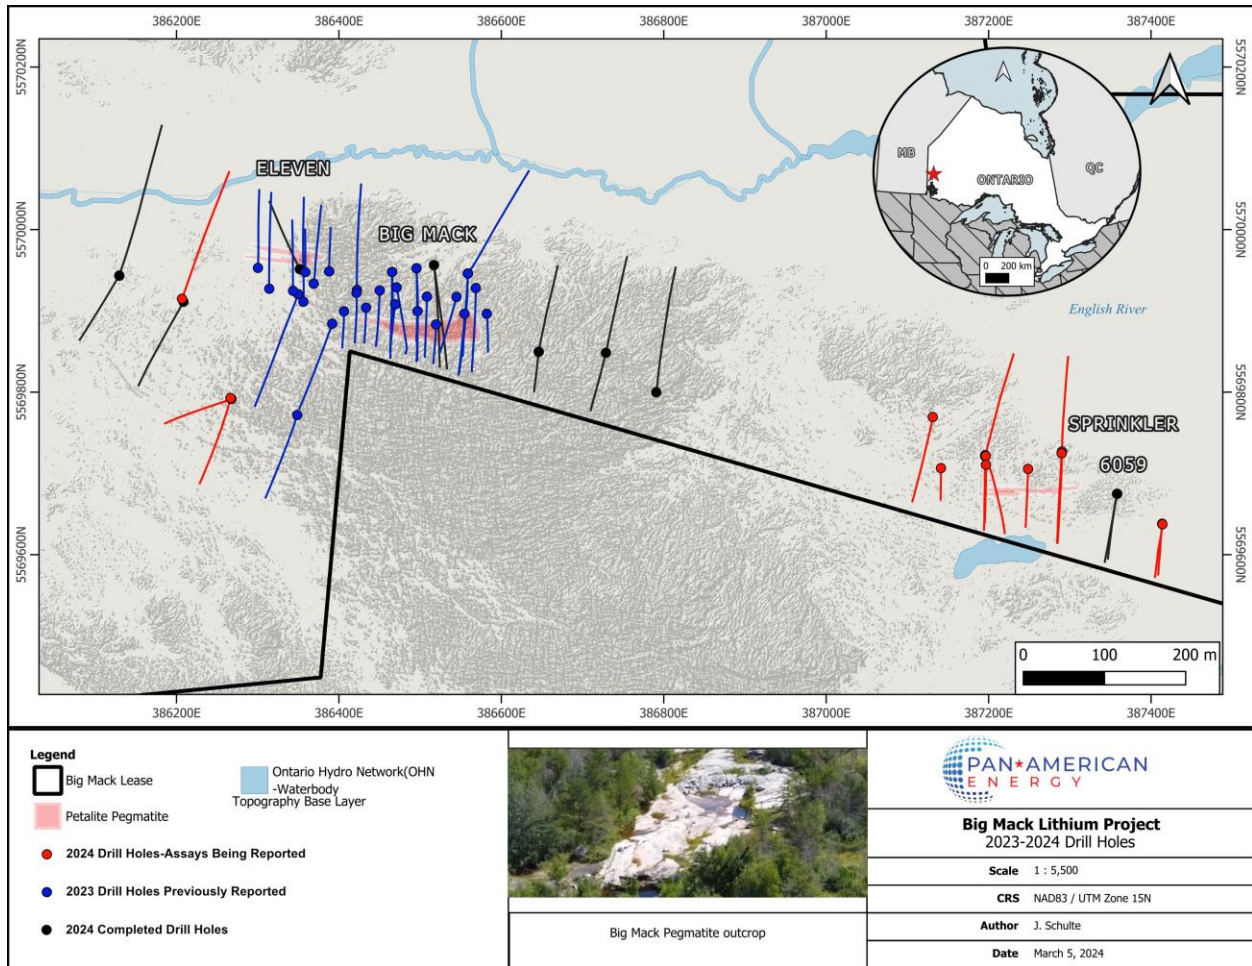 386200E 386400E 386600E 386800E 387000E 387200E 387400E
5570200N 5570200N
5570000N 5570000N
5569800N 5569800N
5569600N 5569600N
ELEVEN
BIG MACK
SPRINKLER
6059
MB
ONTARIO
QC
0 200 km
English River
0 100 200 m
386200E 386400E 386600E 386800E 387000E 387200E 387400E
Legend
Big Mack Lease
Petalite Pegmatite
2024 Drill Holes-Assays Being Reported
2023 Drill Holes Previously Reported
2024 Completed Drill Holes
Ontario Hydro Network(OHN
-Waterbody
Topography Base Layer
Big Mack Pegmatite outcrop
PAN AMERICAN
ENERGY
Big Mack Lithium Project
2023-2024 Drill Holes
Scale 1 : 5,500
CRS NAD83 / UTM Zone 15N
Author J. Schulte
Date March 5, 2024